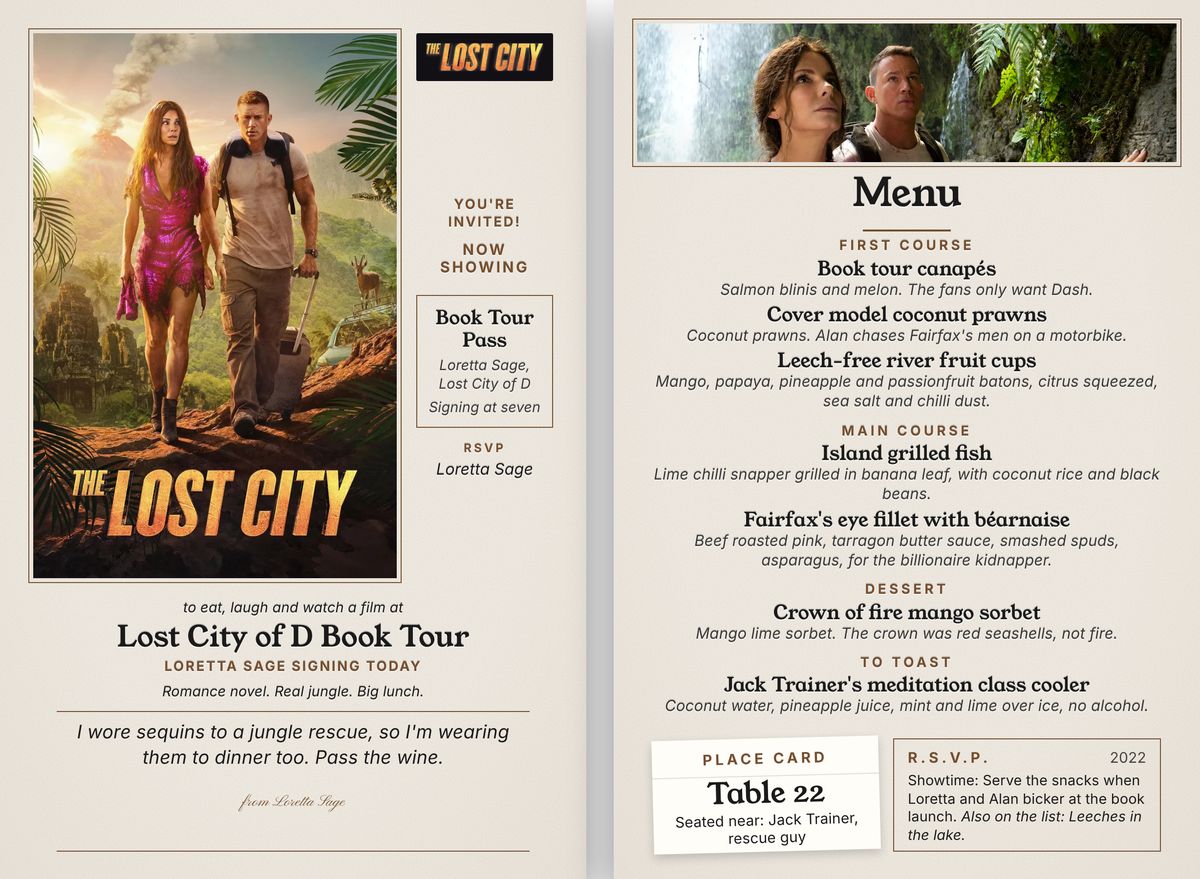 THE LOST CITY
THE LOST CITY
YOU'RE
INVITED!
NOW
SHOWING
Book Tour
Pass
Loretta Sage,
Lost City of D
Signing at seven
RSVP
Loretta Sage
to eat, laugh and watch a film at
Lost City of D Book Tour
LORETTA SAGE SIGNING TODAY
Romance novel. Real jungle. Big lunch.
I wore sequins to a jungle rescue, so I'm wearing
them to dinner too. Pass the wine.
from Loretta Sage
Menu
FIRST COURSE
Book tour canapés
Salmon blinis and melon. The fans only want Dash.
Cover model coconut prawns
Coconut prawns. Alan chases Fairfax's men on a motorbike.
Leech-free river fruit cups
Mango, papaya, pineapple and passionfruit batons, citrus squeezed,
sea salt and chilli dust.
MAIN COURSE
Island grilled fish
Lime chilli snapper grilled in banana leaf, with coconut rice and black
beans.
Fairfax's eye fillet with béarnaise
Beef roasted pink, tarragon butter sauce, smashed spuds,
asparagus, for the billionaire kidnapper.
DESSERT
Crown of fire mango sorbet
Mango lime sorbet. The crown was red seashells, not fire.
TO TOAST
Jack Trainer's meditation class cooler
Coconut water, pineapple juice, mint and lime over ice, no alcohol.
PLACE CARD
Table 22
Seated near: Jack Trainer,
rescue guy
R.S.V.P. 2022
Showtime: Serve the snacks when
Loretta and Alan bicker at the book
launch. Also on the list: Leeches in
the lake.